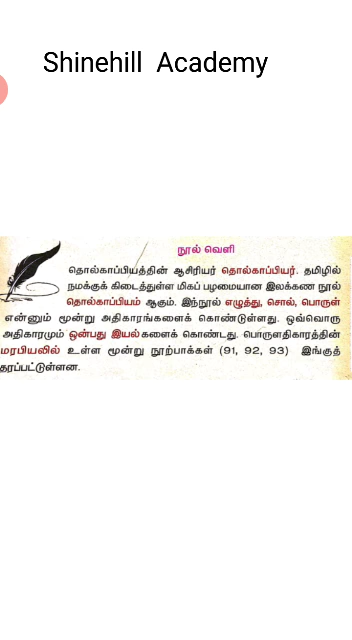 Shinehill Academy
நூல் வெளி
தொல்காப்பியத்தின் ஆசிரியர் தொல்காப்பியர். தமிழில்
நமக்குக் கிடைத்துள்ள மிகப் பழமையான இலக்கண நூல்
தொல்காப்பியம் ஆகும். இந்நூல் எழுத்து, சொல், பொருள்
என்னும் மூன்று அதிகாரங்களைக் கொண்டுள்ளது. ஒவ்வொரு
அதிகாரமும் ஒன்பது இயல்களைக் கொண்டது. பொருளதிகாரத்தின்
மரபியலில் உள்ள மூன்று நூற்பாக்கள் (91, 92, 93) இங்குத்
தரப்பட்டுள்ளன.